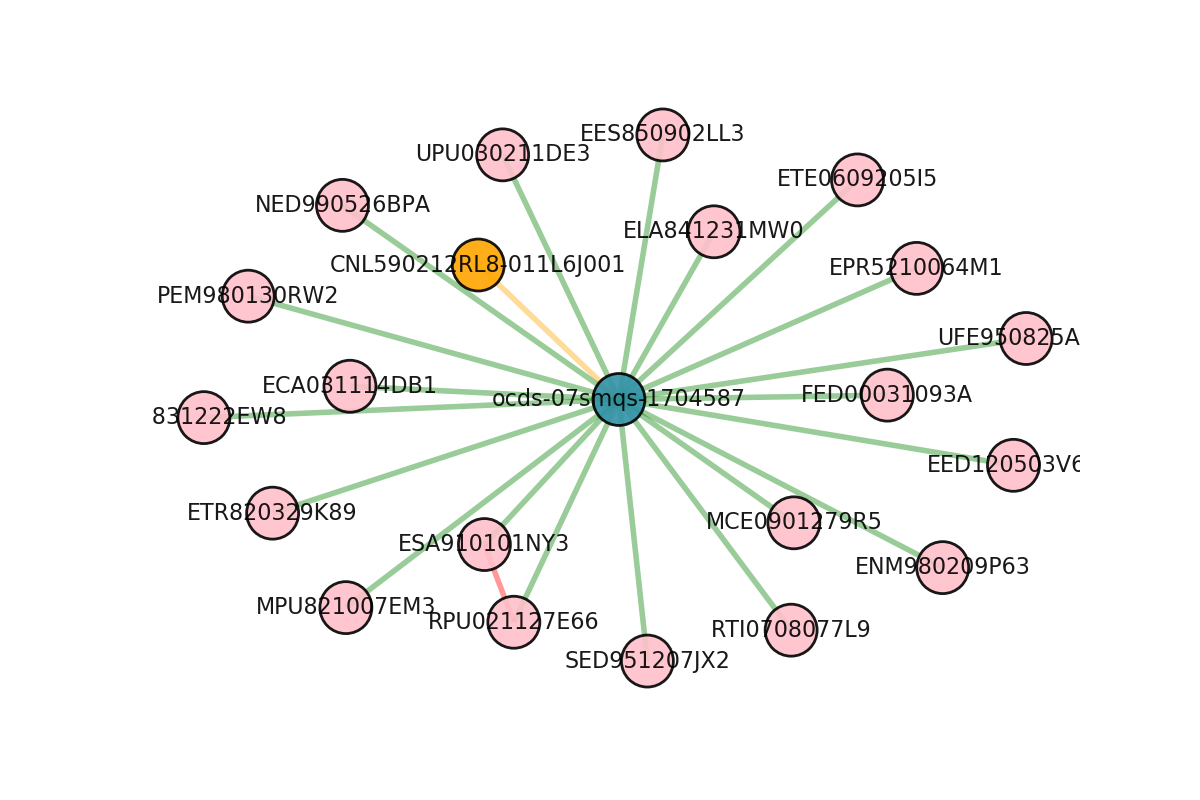 EES850902LL3
UPU030211DE3
ETE0609205I5
NED990526BPA
ELA841231MW0
CNL590212RL8-011L6J001
EPR5210064M1
PEM980130RW2
UFE950825A
ECA031114DB1
FED00031093A
ocds-07smqs-1704587
831222EW8
EED120503V6
ETR820329K89
MCE0901279R5
ESA910101NY3
ENM980209P63
MPU821007EM3
RPU021127E66
RTI0708077L9
SED951207JX2